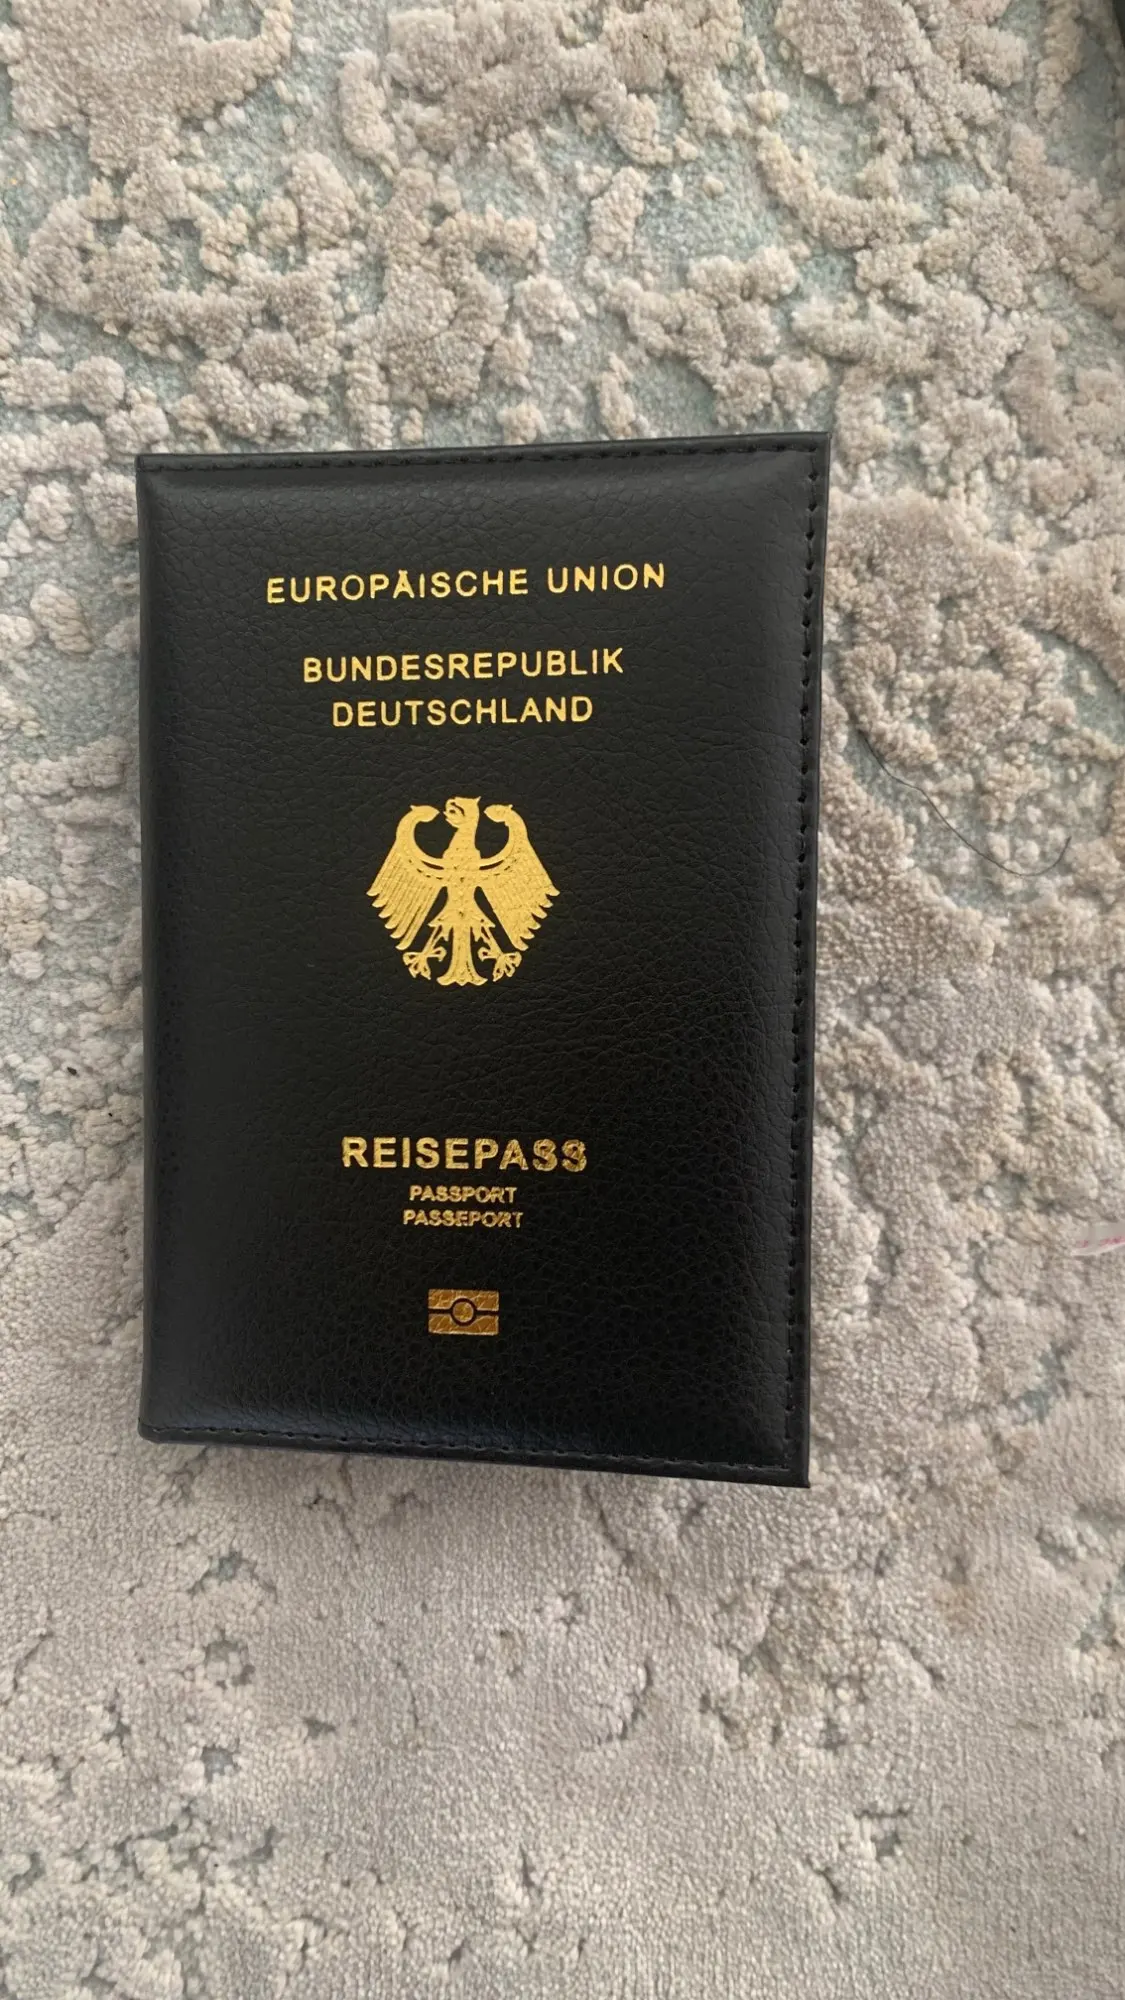 EUROPÄISCHE UNION
BUNDESREPUBLIK
DEUTSCHLAND
REISEPASS
PASSPORT
PASSEPORT